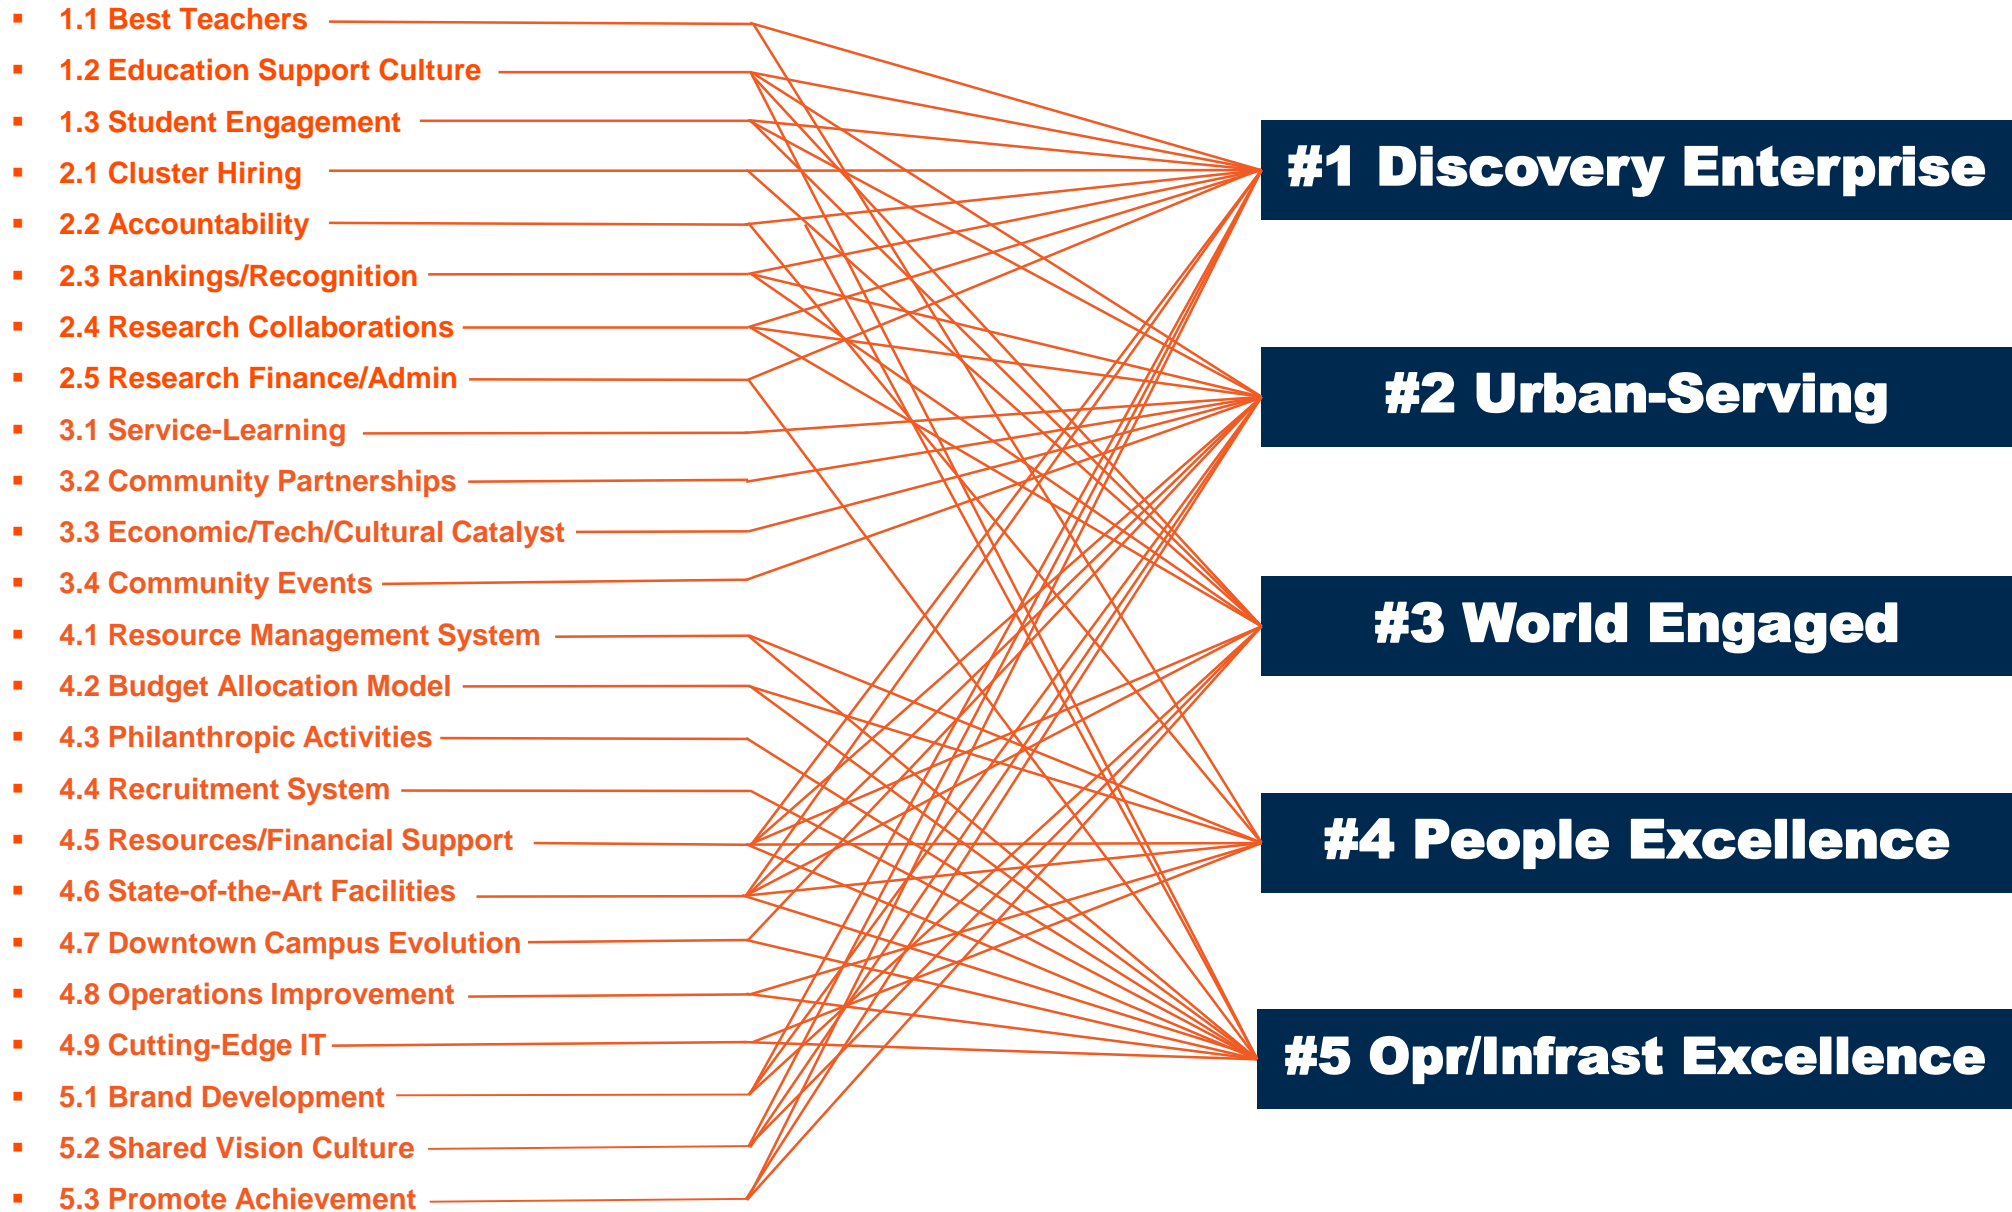 1.1 Best Teachers
1.2 Education Support Culture
1.3 Student Engagement
2.1 Cluster Hiring
2.2 Accountability
2.3 Rankings/Recognition
2.4 Research Collaborations
2.5 Research Finance/Admin
3.1 Service-Learning
3.2 Community Partnerships
3.3 Economic/Tech/Cultural Catalyst
3.4 Community Events
4.1 Resource Management System
4.2 Budget Allocation Model
4.3 Philanthropic Activities
4.4 Recruitment System
4.5 Resources/Financial Support
4.6 State-of-the-Art Facilities
4.7 Downtown Campus Evolution
4.8 Operations Improvement
4.9 Cutting-Edge IT
5.1 Brand Development
5.2 Shared Vision Culture
5.3 Promote Achievement
#1 Discovery Enterprise
#2 Urban-Serving
#3 World Engaged
#4 People Excellence
#5 Opr/Infrast Excellence